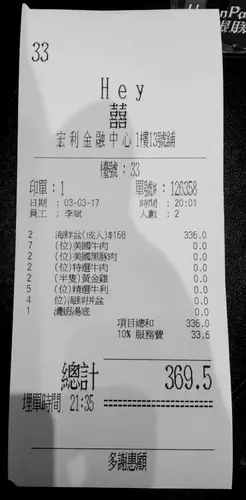 33
Hey
囍
宏利金融中心1樓13號舖
檯號:33
印單:1 單號#:126358
日期:03-03-17 時間:20:01
員工:李斌 人數:2
2 海鮮盆(成人)$168 336.0
7 (位)美國牛肉 0.0
2 (位)美國黑豚肉 0.0
2 (位)特選牛肉 0.0
2 (半隻)黃金雞 0.0
5 (位)精選牛利 0.0
4 (位)海鮮拼盆 0.0
1 湯底 0.0
項目總和 336.0
10% 服務費 33.6
總計 369.5
埋單時間 21:35
多謝惠顧